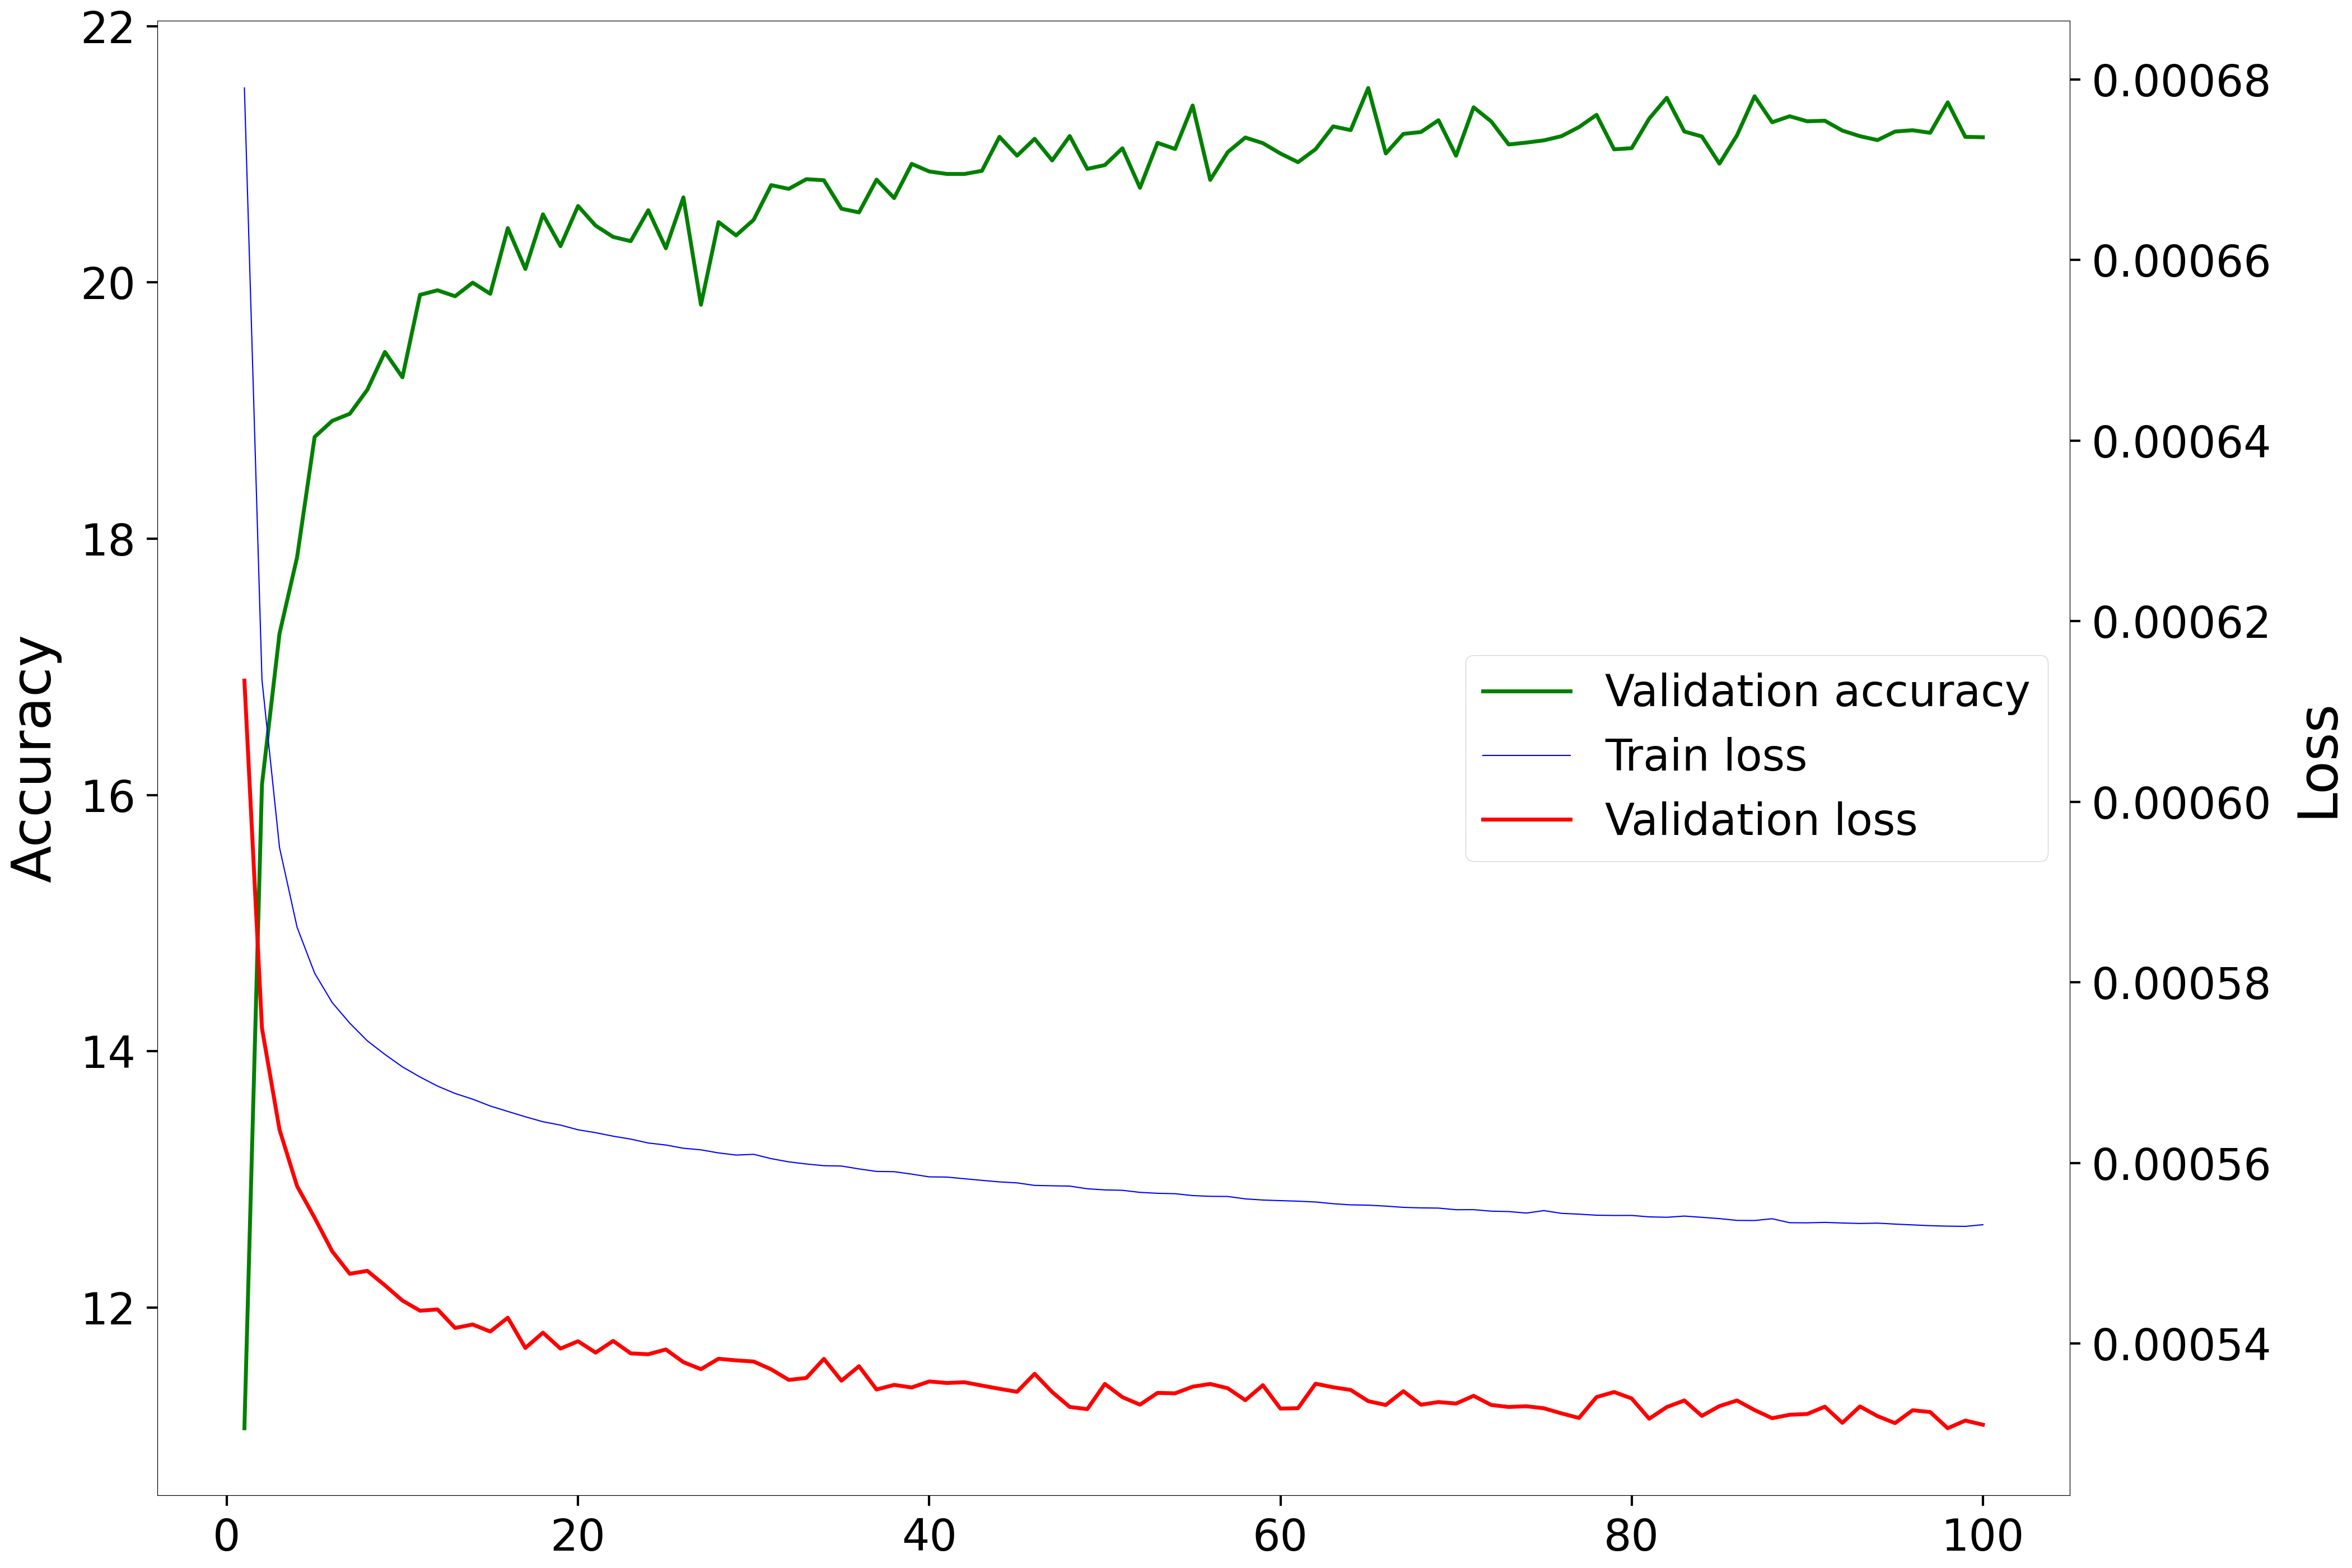 22
20
18
16
14
12
Accuracy
0.00068
0.00066
0.00064
0.00062
0.00060
0.00058
0.00056
0.00054
Loss
Validation accuracy
Train loss
Validation loss
0 20 40 60 80 100